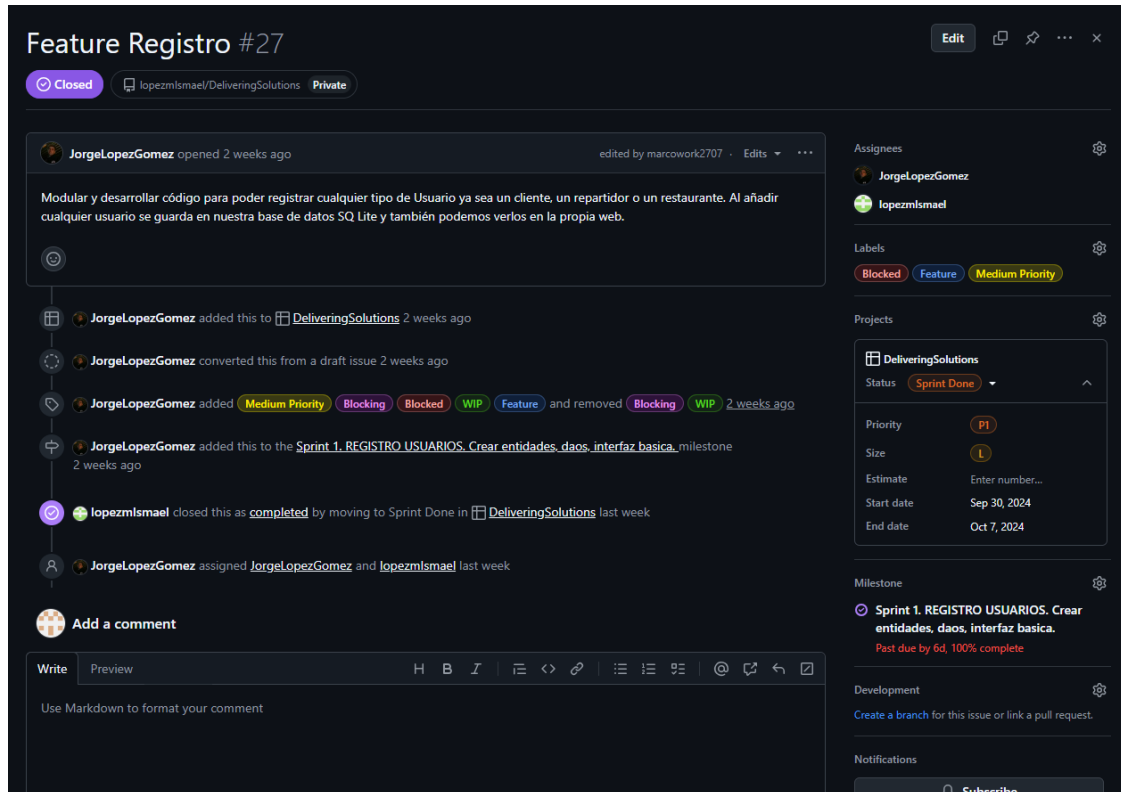 Feature Registro #27
Edit
Closed
lopezmIsmael/DeliveringSolutions Private
JorgeLopezGomez opened 2 weeks ago
edited by marcowork2707 · Edits
Modular y desarrollar código para poder registrar cualquier tipo de Usuario ya sea un cliente, un repartidor o un restaurante. Al añadir
cualquier usuario se guarda en nuestra base de datos SQ Lite y también podemos verlos en la propia web.
JorgeLopezGomez added this to DeliveringSolutions 2 weeks ago
JorgeLopezGomez converted this from a draft issue 2 weeks ago
JorgeLopezGomez added Medium Priority Blocking Blocked WIP Feature and removed Blocking WIP 2 weeks ago
JorgeLopezGomez added this to the Sprint 1. REGISTRO USUARIOS. Crear entidades, daos, interfaz basica. milestone
2 weeks ago
lopezmIsmael closed this as completed by moving to Sprint Done in DeliveringSolutions last week
JorgeLopezGomez assigned JorgeLopezGomez and lopezmIsmael last week
Add a comment
Write Preview
H B I
Use Markdown to format your comment
Assignees
JorgeLopezGomez
lopezmIsmael
Labels
Blocked Feature Medium Priority
Projects
DeliveringSolutions
Status Sprint Done
Priority P1
Size L
Estimate Enter number...
Start date Sep 30, 2024
End date Oct 7, 2024
Milestone
Sprint 1. REGISTRO USUARIOS. Crear
entidades, daos, interfaz basica.
Past due by 6d, 100% complete
Development
Create a branch for this issue or link a pull request.
Notifications
Subscribe